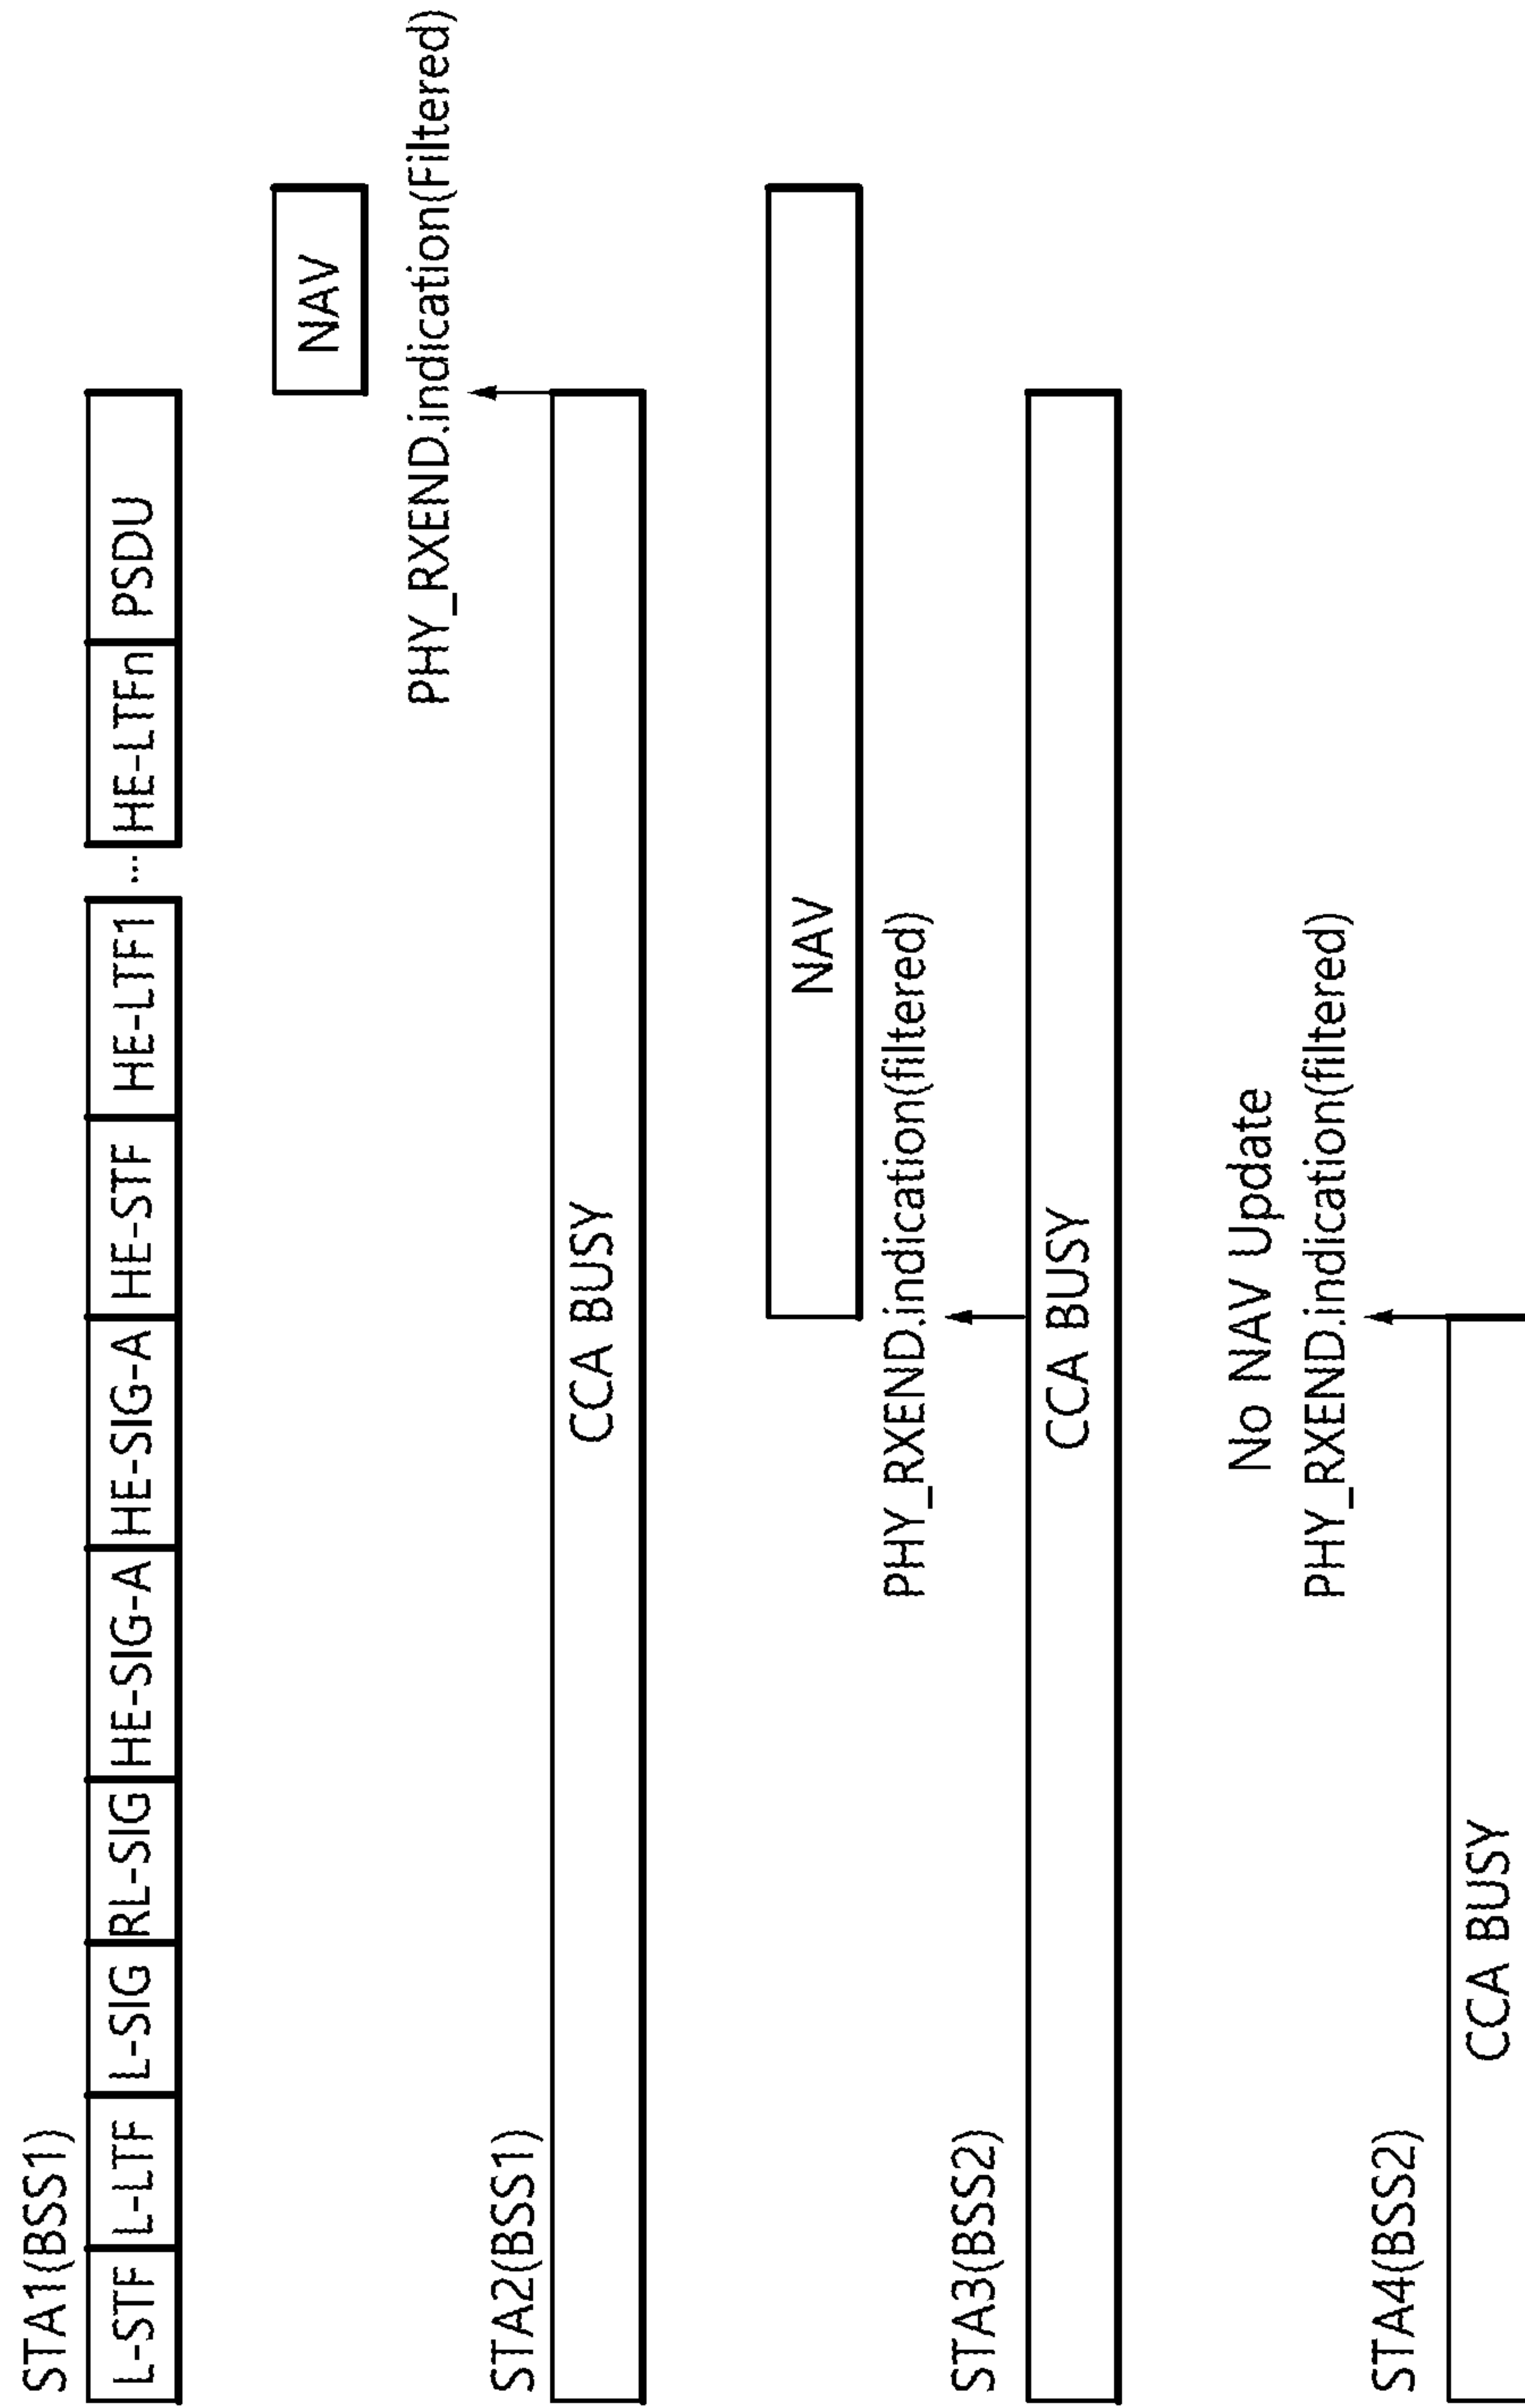 STA1(BSS1)
L-STF L-LTF L-SIG RL-SIG HE-SIG-A HE-SIG-A HE-STF HE-LTF1 ... HE-LTFn PSDU
NAV
PHY_RXEND.indication(Filtered)
STA2(BSS1)
CCA BUSY
NAV
PHY_RXEND.indication(filtered)
STA3(BSS2)
CCA BUSY
No NAV Update
PHY_RXEND.indication(filtered)
STA4(BSS2)
CCA BUSY